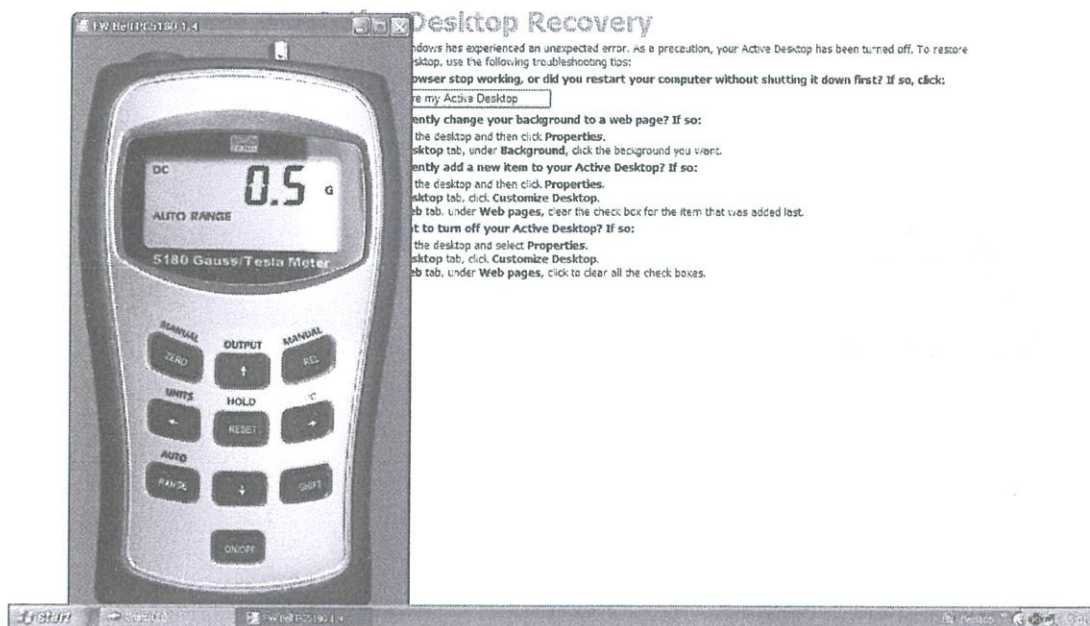 FW Bell PC5180 1.4
DC
0.5 G
AUTO RANGE
5180 Gauss/Tesla Meter
MANUAL OUTPUT MANUAL
ZERO ↑ REL
UNITS HOLD °C
← RESET →
AUTO
RANGE ↓ SHIFT
ON/OFF
Desktop Recovery
ndows has experienced an unexpected error. As a precaution, your Active Desktop has been turned off. To restore
sktop, use the following troubleshooting tips:
owser stop working, or did you restart your computer without shutting it down first? If so, click:
re my Active Desktop
ently change your background to a web page? If so:
the desktop and then click Properties.
sktop tab, under Background, click the background you want.
ently add a new item to your Active Desktop? If so:
the desktop and then click Properties.
sktop tab, click Customize Desktop.
eb tab, under Web pages, clear the check box for the item that was added last.
nt to turn off your Active Desktop? If so:
the desktop and select Properties.
sktop tab, click Customize Desktop.
eb tab, under Web pages, click to clear all the check boxes.
start
FW Bell PC5180 1.4
Desktop